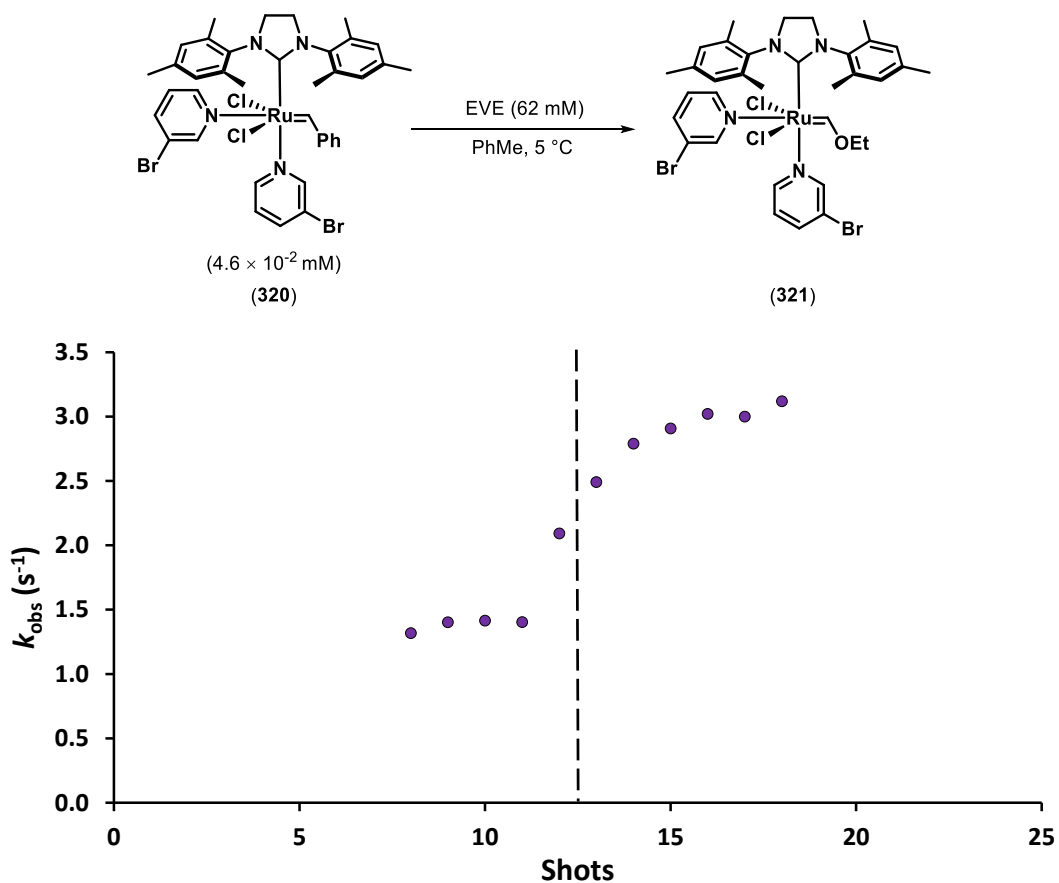 N N
Cl
N Ru
Cl
Ph
Br
N
Br
(4.6 × 10⁻² mM)
(320)
EVE (62 mM)
PhMe, 5 °C
N N
Cl
N Ru
Cl
OEt
Br
N
Br
(321)
3.5
3.0
2.5
2.0
1.5
1.0
0.5
0.0
kobs (s⁻¹)
0 5 10 15 20 25
Shots